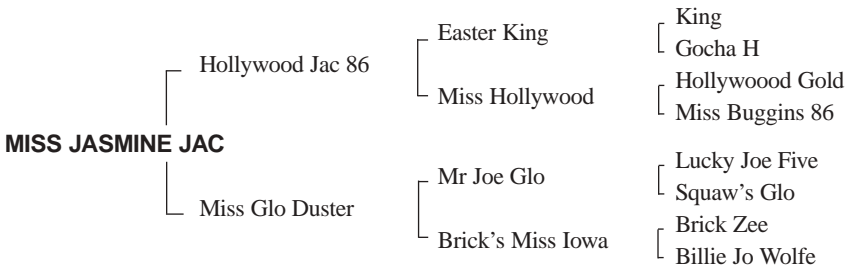 King
Easter King
Gocha H
Hollywood Jac 86
Hollywoood Gold
Miss Hollywood
Miss Buggins 86
MISS JASMINE JAC
Lucky Joe Five
Mr Joe Glo
Squaw's Glo
Miss Glo Duster
Brick Zee
Brick's Miss Iowa
Billie Jo Wolfe